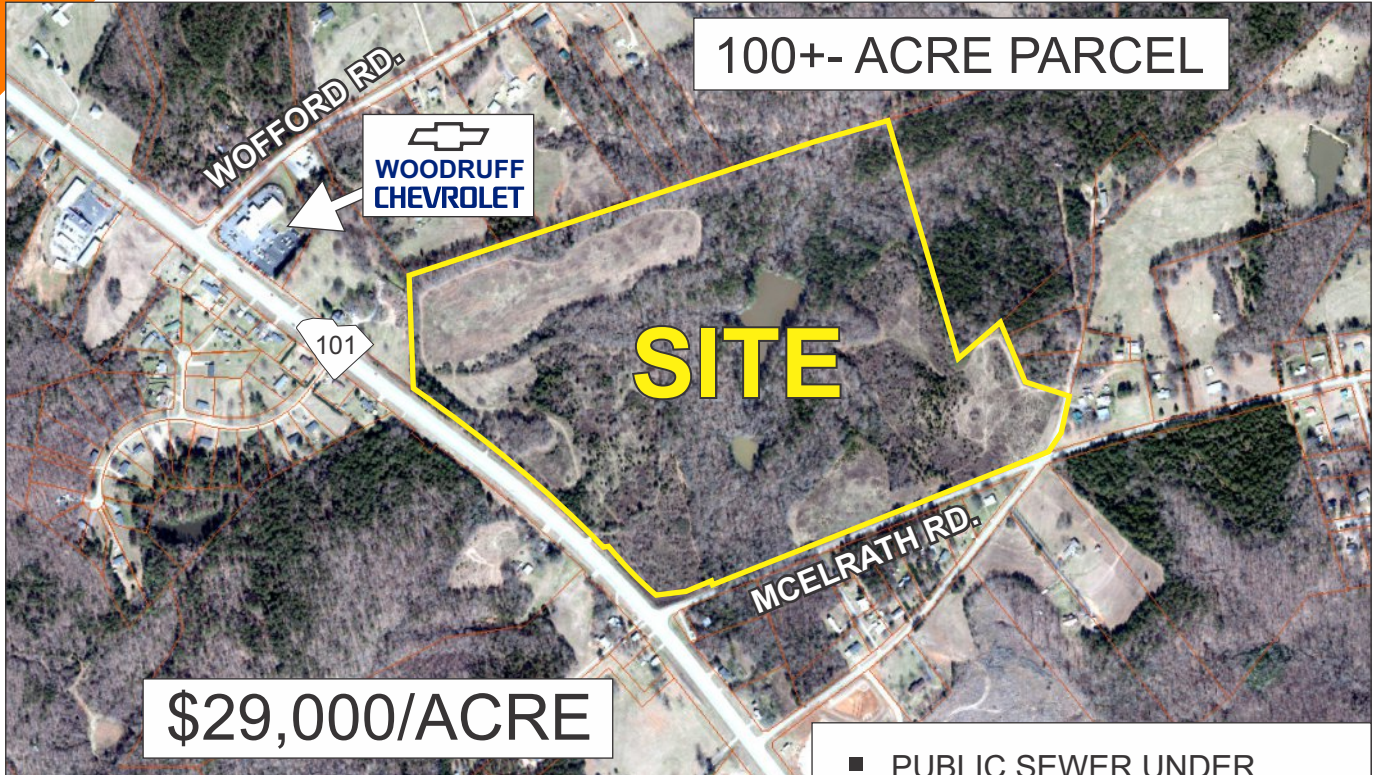 100+- ACRE PARCEL
WOFFORD RD.
WOODRUFF
CHEVROLET
101
SITE
MCELRATH RD.
$29,000/ACRE
▪ PUBLIC SEWER UNDER